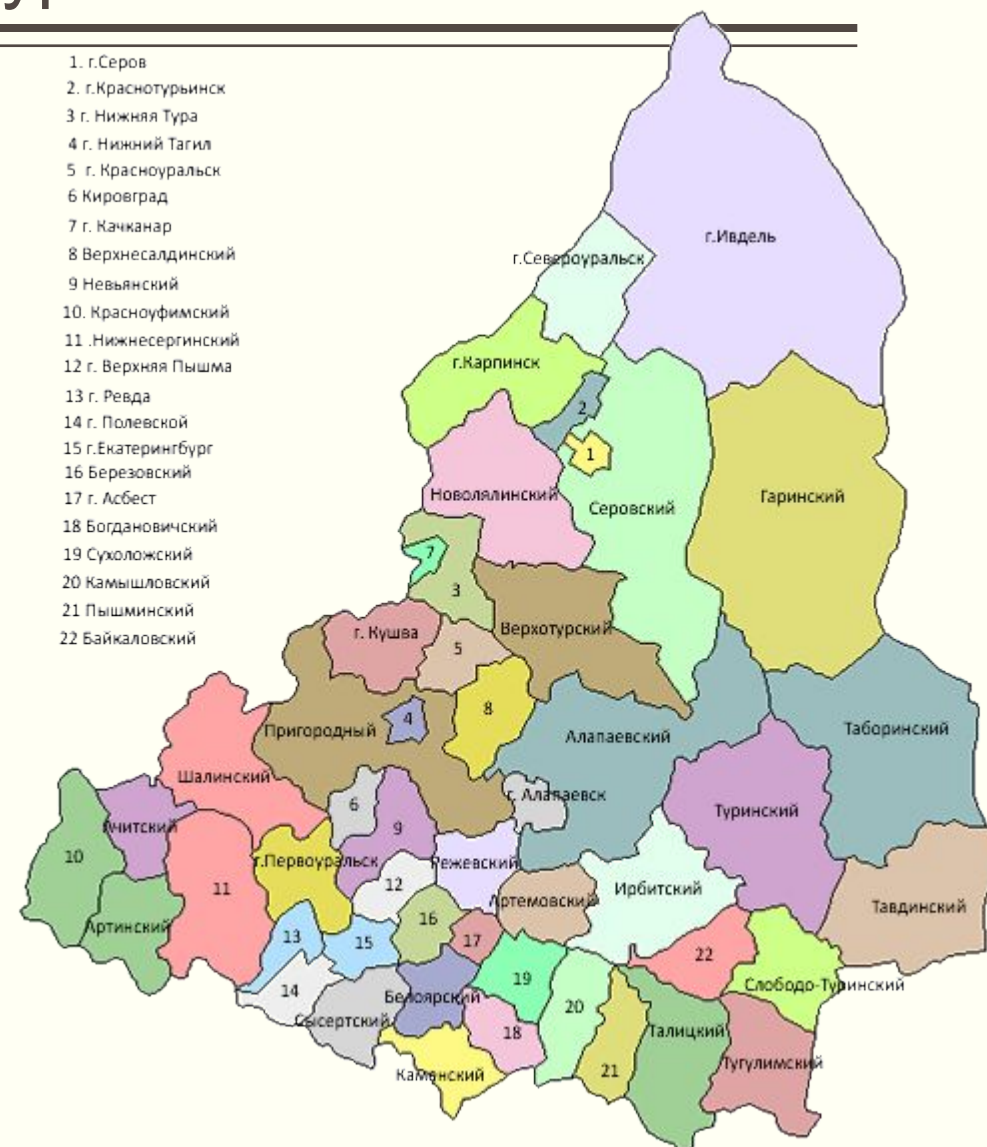 1. г.Серов
2. г.Краснотурьинск
3 г. Нижняя Тура
4 г. Нижний Тагил
5 г. Красноуральск
6 Кировград
7 г. Качканар
8 Верхнесалдинский
9 Невьянский
10. Красноуфимский
11 .Нижнесергинский
12 г. Верхняя Пышма
13 г. Ревда
14 г. Полевской
15 г.Екатерингбург
16 Березовский
17 г. Асбест
18 Богдановичский
19 Сухоложский
20 Камышловский
21 Пышминский
22 Байкаловский
г.Ивдель
г.Североуральск
г.Карпинск
2
1
Новолялинский
Серовский
Гаринский
7
3
Верхотурский
г. Кушва
5
8
4
Пригородный
Алапаевский
Таборинский
Шалинский
г. Алапаевск
6
Туринский
Ачитский
9
10
г.Первоуральск
Режевский
11
12
Ирбитский
Артемовский
Тавдинский
Артинский
16
13
15
17
22
19
Слободо-Туринский
14
Белоярский
20
Сысертский
18
Талицкий
Тугулимский
21
Каменский